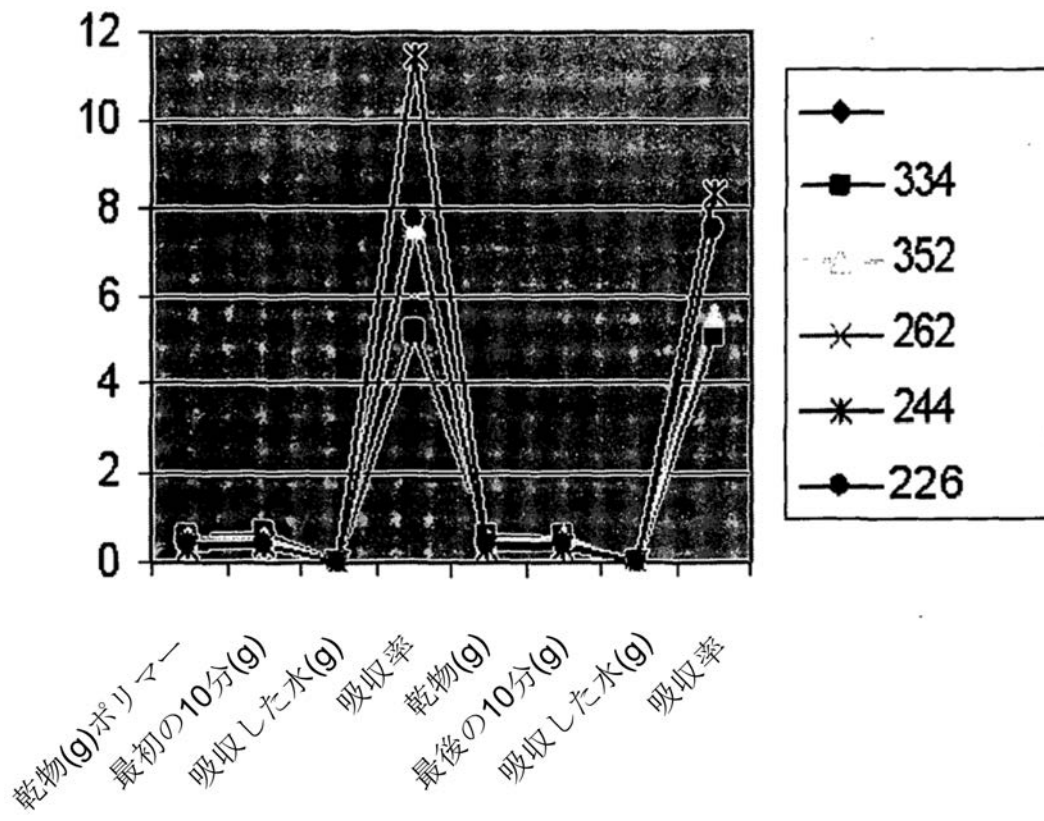 12
10
8
6
4
2
0
334
352
262
244
226
乾物(g)ポリマー
最初の10分(g)
吸収した水(g)
吸収率
乾物(g)
最後の10分(g)
吸収した水(g)
吸収率